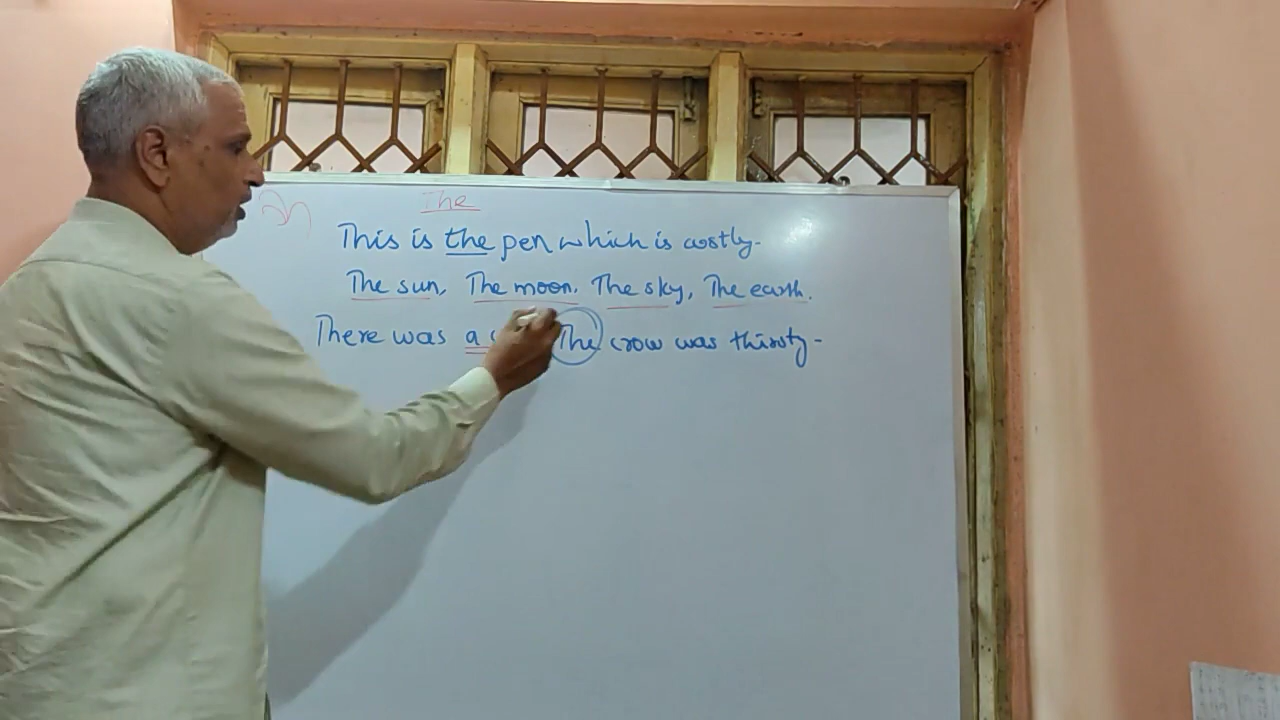 The
This is the pen which is costly.
The sun, The moon, The sky, The earth.
There was a The crow was thirsty.